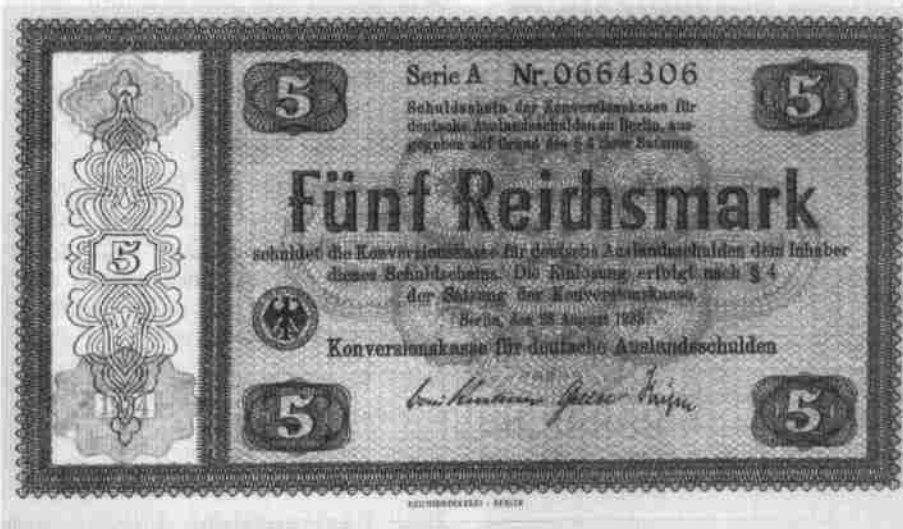 5 Serie A Nr. 0664306 5
Schuldschein der Konversionskasse für
deutsche Auslandsschulden zu Berlin, aus-
gegeben auf Grund des § 4 ihrer Satzung.
Fünf Reichsmark
schuldet die Konversionskasse für deutsche Auslandsschulden dem Inhaber
5
dieses Schuldscheins. Die Einlösung erfolgt nach § 4
der Satzung der Konversionskasse.
Berlin, den 28 August
Konversionskasse für deutsche Auslandsschulden
5 5
REICHSDRUCKEREI · BERLIN